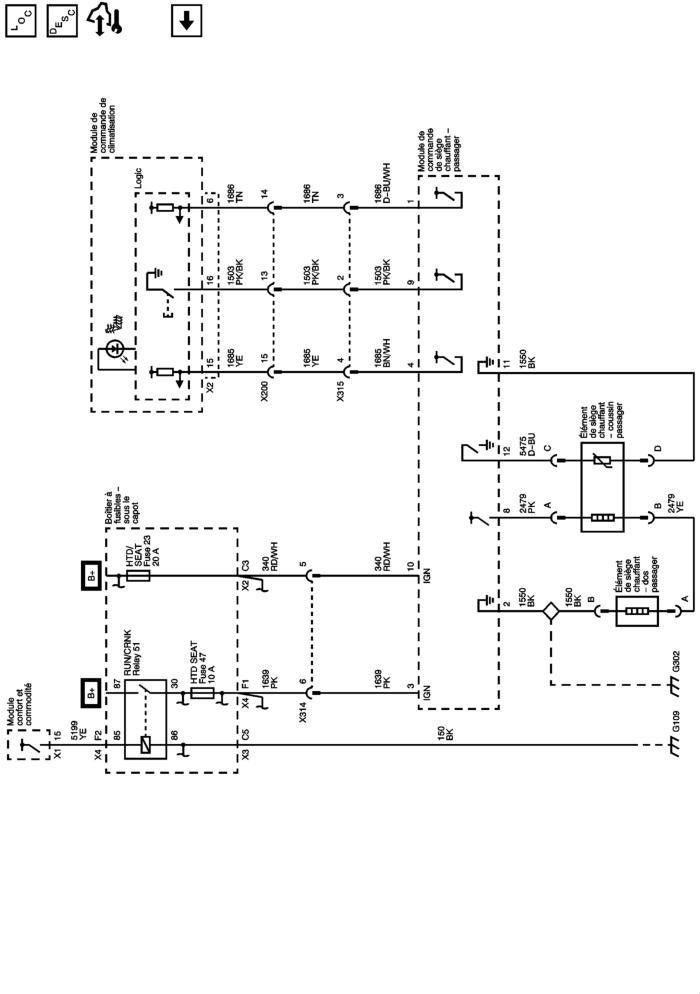 LOC
DESC
Module de
commande de
climatisation
Logic
X2
15
16
6
1685
YE
1503
PK/BK
1686
TN
X200
15
13
14
1685
YE
1503
PK/BK
1686
TN
X315
4
2
3
1685
BN/WH
1503
PK/BK
1686
D-BU/WH
4
9
1
Module de
commande
de siège
chauffant –
passager
Module
confort et
commodité
X1
15
5199
YE
X4
F2
B+
B+
Boîtier à
fusibles –
sous le
capot
85
87
RUN/CRNK
Relay 51
HTD/
SEAT
Fuse 23
20 A
86
30
HTD SEAT
Fuse 47
10 A
X3
C5
X4
F1
X2
C3
1639
PK
340
RD/WH
X314
6
5
150
BK
1639
PK
340
RD/WH
3
IGN
10
IGN
2
8
12
11
1550
BK
2479
PK
5475
D-BU
1550
BK
1550
BK
B
A
C
Élément
de siège
chauffant
– dos
passager
Élément
de siège
chauffant
– coussin
passager
A
B
D
2479
YE
G109
G302